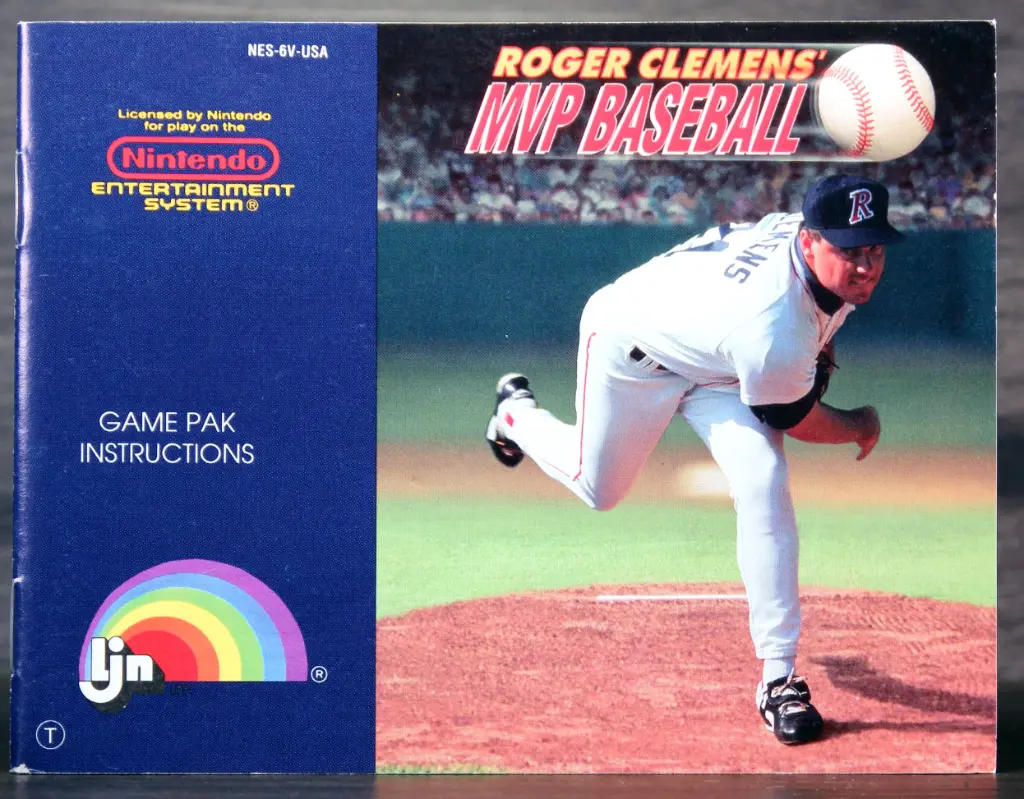 NES-6V-USA
Licensed by Nintendo
for play on the
Nintendo
ENTERTAINMENT
SYSTEM®
GAME PAK
INSTRUCTIONS
ljn
®
T
ROGER CLEMENS'
MVP BASEBALL
R